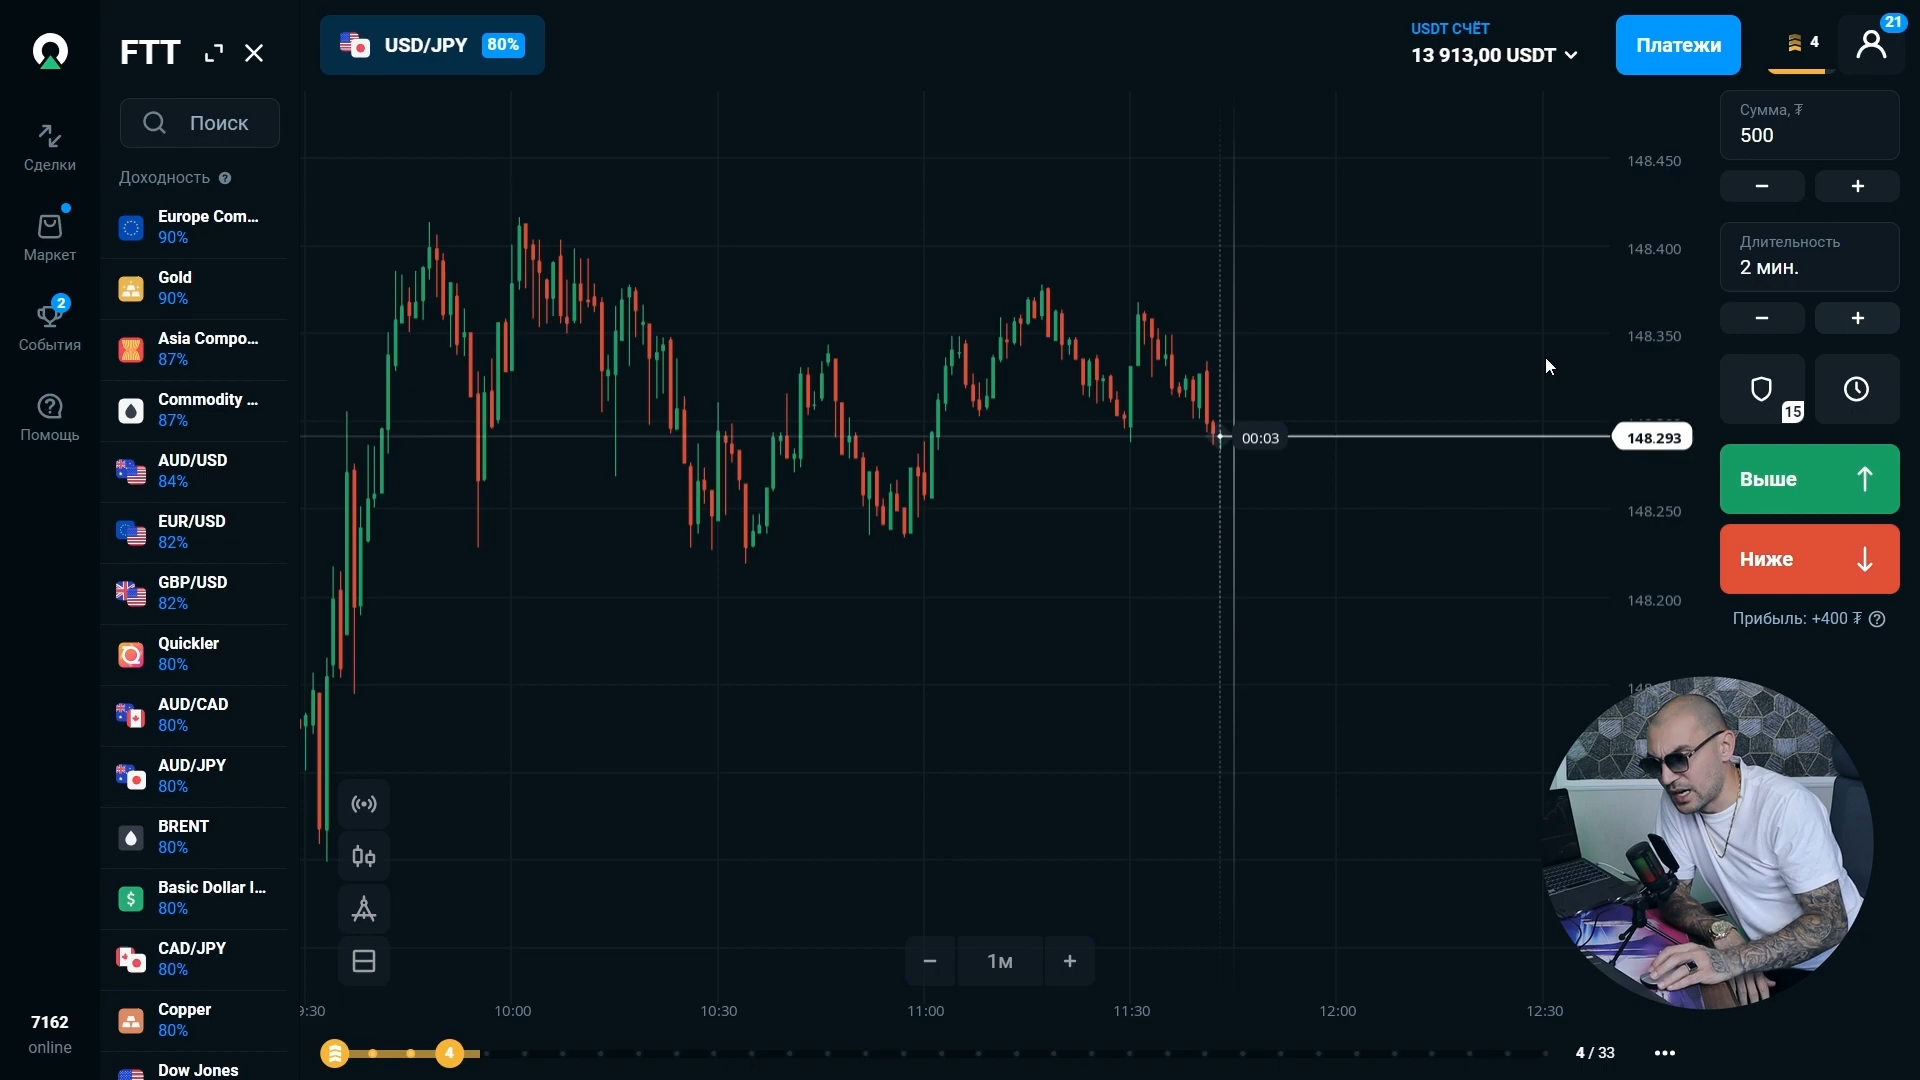 FTT
USD/JPY 80%
USDT СЧЁТ
13 913,00 USDT
Платежи
4
21
Поиск
Доходность
Сделки
Маркет
2
События
Помощь
Europe Com...
90%
Gold
90%
Asia Compo...
87%
Commodity ...
87%
AUD/USD
84%
EUR/USD
82%
GBP/USD
82%
Quickler
80%
AUD/CAD
80%
AUD/JPY
80%
BRENT
80%
Basic Dollar I...
80%
CAD/JPY
80%
Copper
80%
Dow Jones
7162
online
148.450
148.400
148.350
00:03
148.293
148.250
148.200
Сумма, ₮
500
− +
Длительность
2 мин.
− +
15
Выше
Ниже
Прибыль: +400 ₮
− 1м +
10:00 10:30 11:00 11:30 12:00 12:30
4
4 / 33